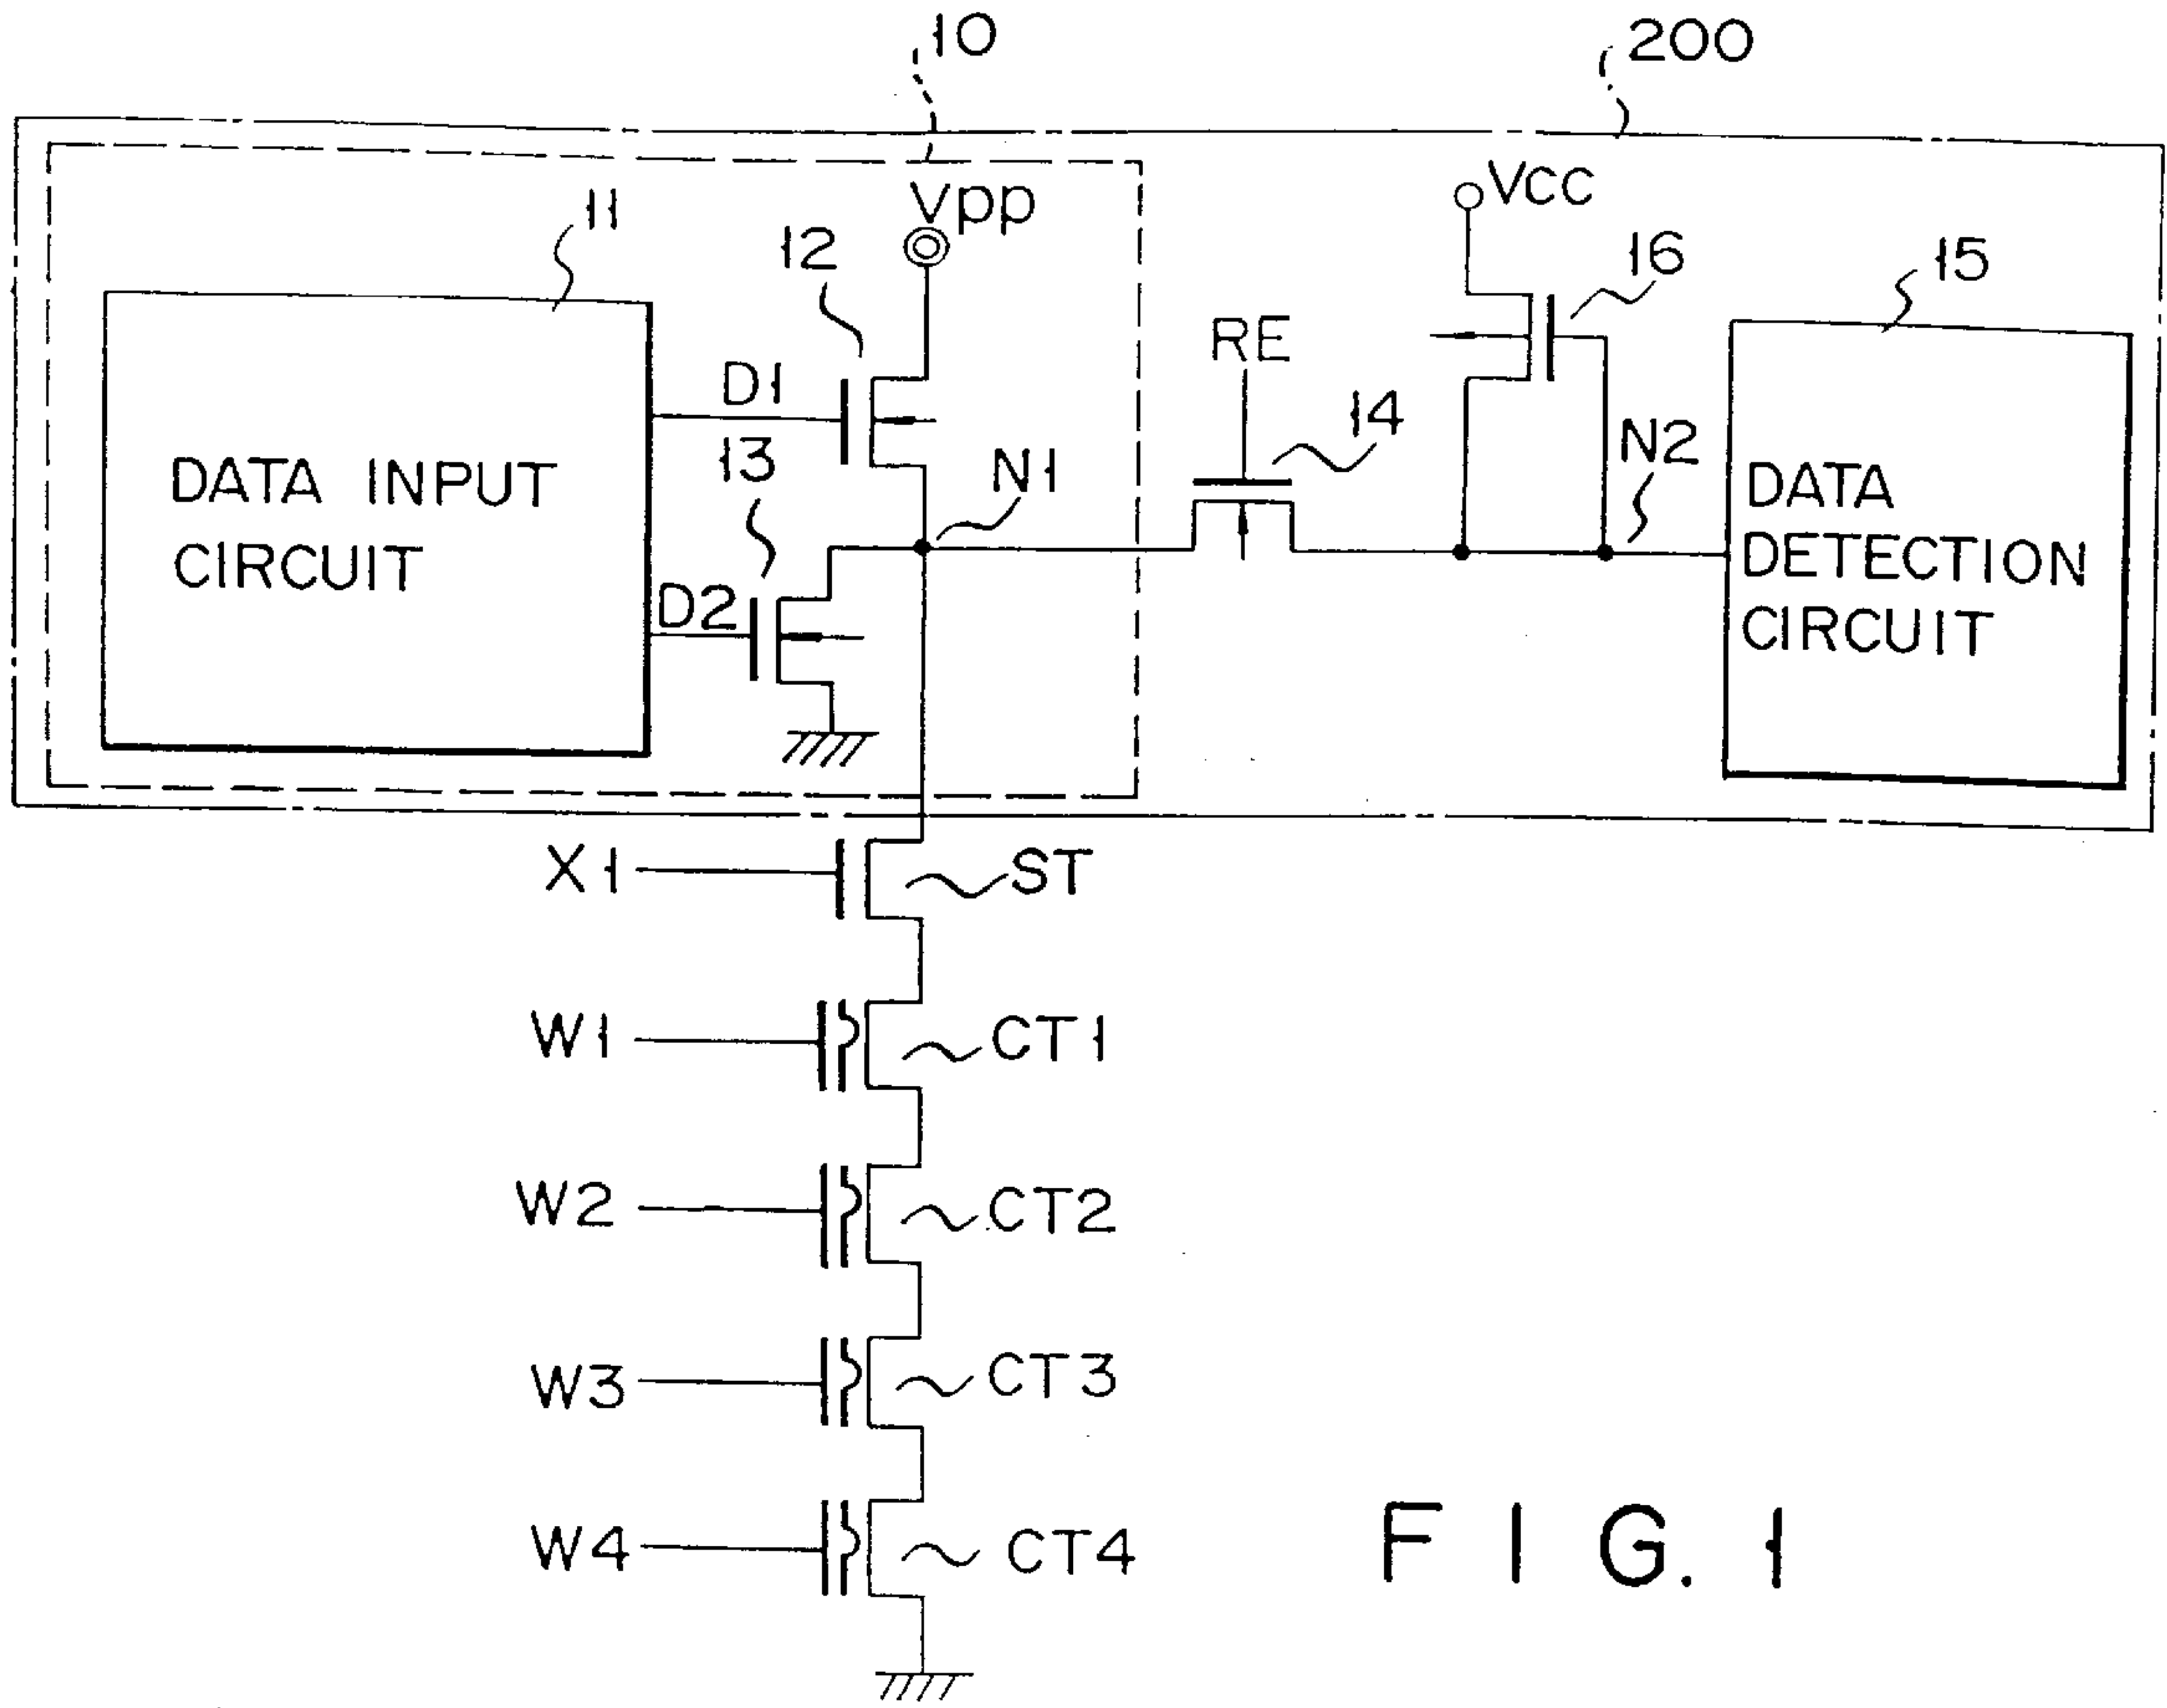 10
200
Vpp
VCC
11
12
16
15
RE
D1
14
13
N1
N2
DATA INPUT
CIRCUIT
DATA
DETECTION
CIRCUIT
D2
X1
ST
W1
CT1
W2
CT2
W3
CT3
W4
CT4
FIG. 1